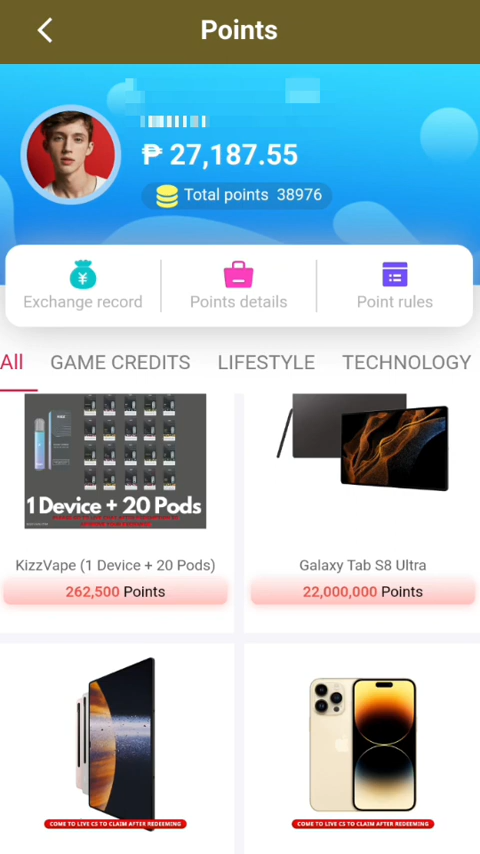 Points
₱ 27,187.55
Total points 38976
Exchange record
Points details
Point rules
All GAME CREDITS LIFESTYLE TECHNOLOGY
1 Device + 20 Pods
KizzVape (1 Device + 20 Pods)
262,500 Points
Galaxy Tab S8 Ultra
22,000,000 Points
COME TO LIVE CS TO CLAIM AFTER REDEEMING
COME TO LIVE CS TO CLAIM AFTER REDEEMING